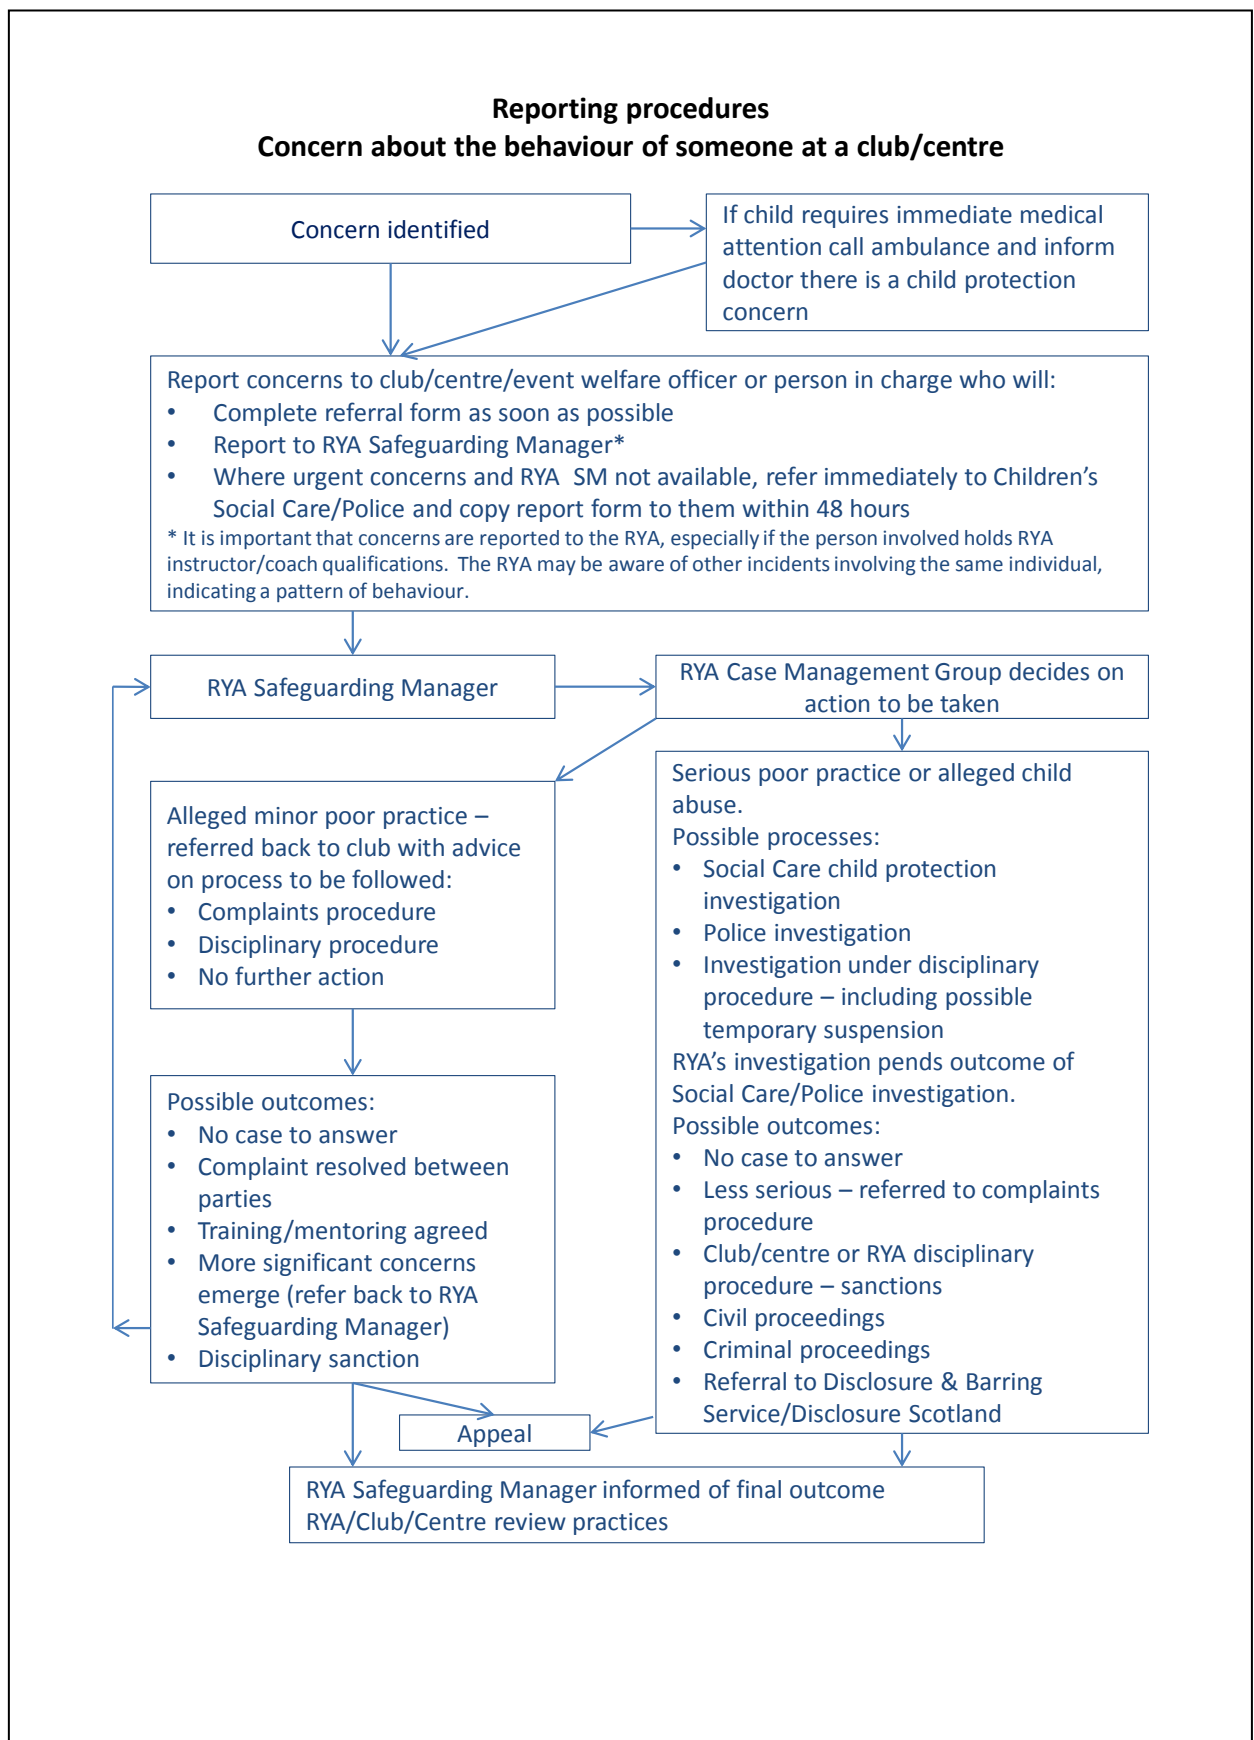 Reporting procedures
Concern about the behaviour of someone at a club/centre
Concern identified
If child requires immediate medical
attention call ambulance and inform
doctor there is a child protection
concern
Report concerns to club/centre/event welfare officer or person in charge who will:
• Complete referral form as soon as possible
• Report to RYA Safeguarding Manager*
• Where urgent concerns and RYA SM not available, refer immediately to Children’s
Social Care/Police and copy report form to them within 48 hours
* It is important that concerns are reported to the RYA, especially if the person involved holds RYA
instructor/coach qualifications. The RYA may be aware of other incidents involving the same individual,
indicating a pattern of behaviour.
RYA Safeguarding Manager
RYA Case Management Group decides on
action to be taken
Alleged minor poor practice –
referred back to club with advice
on process to be followed:
• Complaints procedure
• Disciplinary procedure
• No further action
Serious poor practice or alleged child
abuse.
Possible processes:
• Social Care child protection
investigation
• Police investigation
• Investigation under disciplinary
procedure – including possible
temporary suspension
RYA’s investigation pends outcome of
Social Care/Police investigation.
Possible outcomes:
• No case to answer
• Less serious – referred to complaints
procedure
• Club/centre or RYA disciplinary
procedure – sanctions
• Civil proceedings
• Criminal proceedings
• Referral to Disclosure & Barring
Service/Disclosure Scotland
Possible outcomes:
• No case to answer
• Complaint resolved between
parties
• Training/mentoring agreed
• More significant concerns
emerge (refer back to RYA
Safeguarding Manager)
• Disciplinary sanction
Appeal
RYA Safeguarding Manager informed of final outcome
RYA/Club/Centre review practices